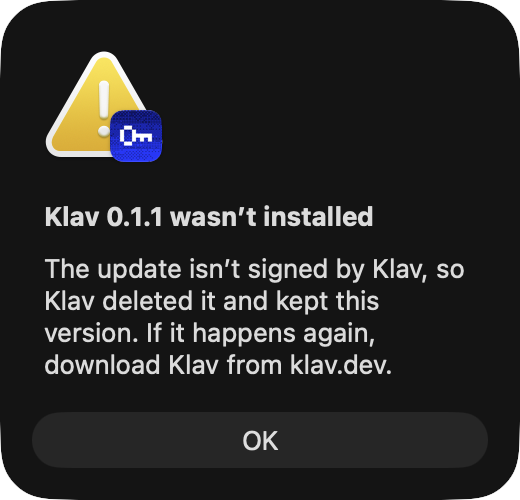 Klav 0.1.1 wasn’t installed
The update isn’t signed by Klav, so
Klav deleted it and kept this
version. If it happens again,
download Klav from klav.dev.
OK